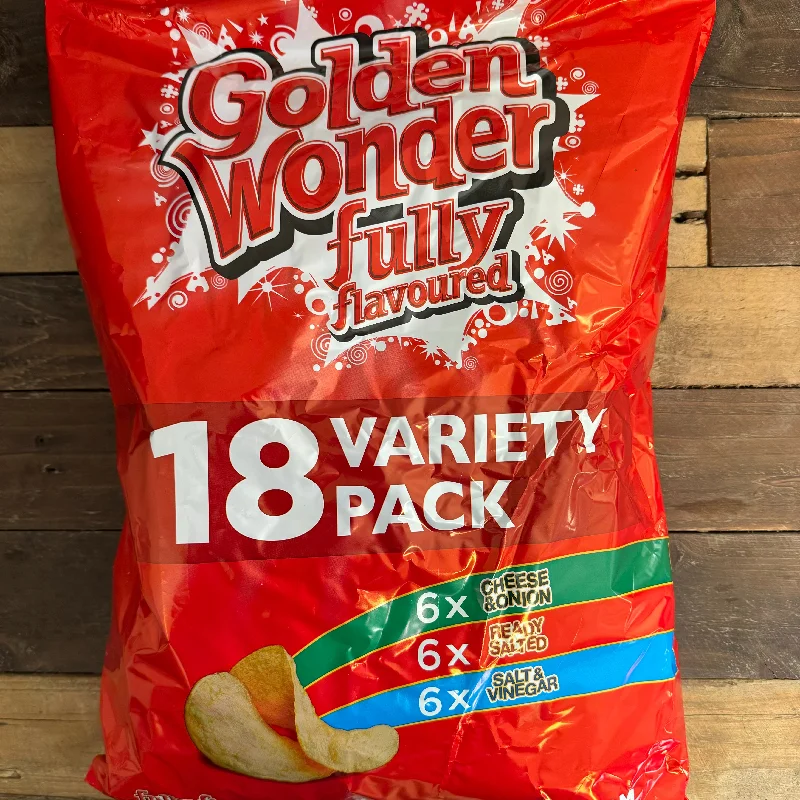 Golden
Wonder
fully
flavoured
18 VARIETY
PACK
6x CHEESE
&ONION
6x READY
SALTED
6x SALT&
VINEGAR